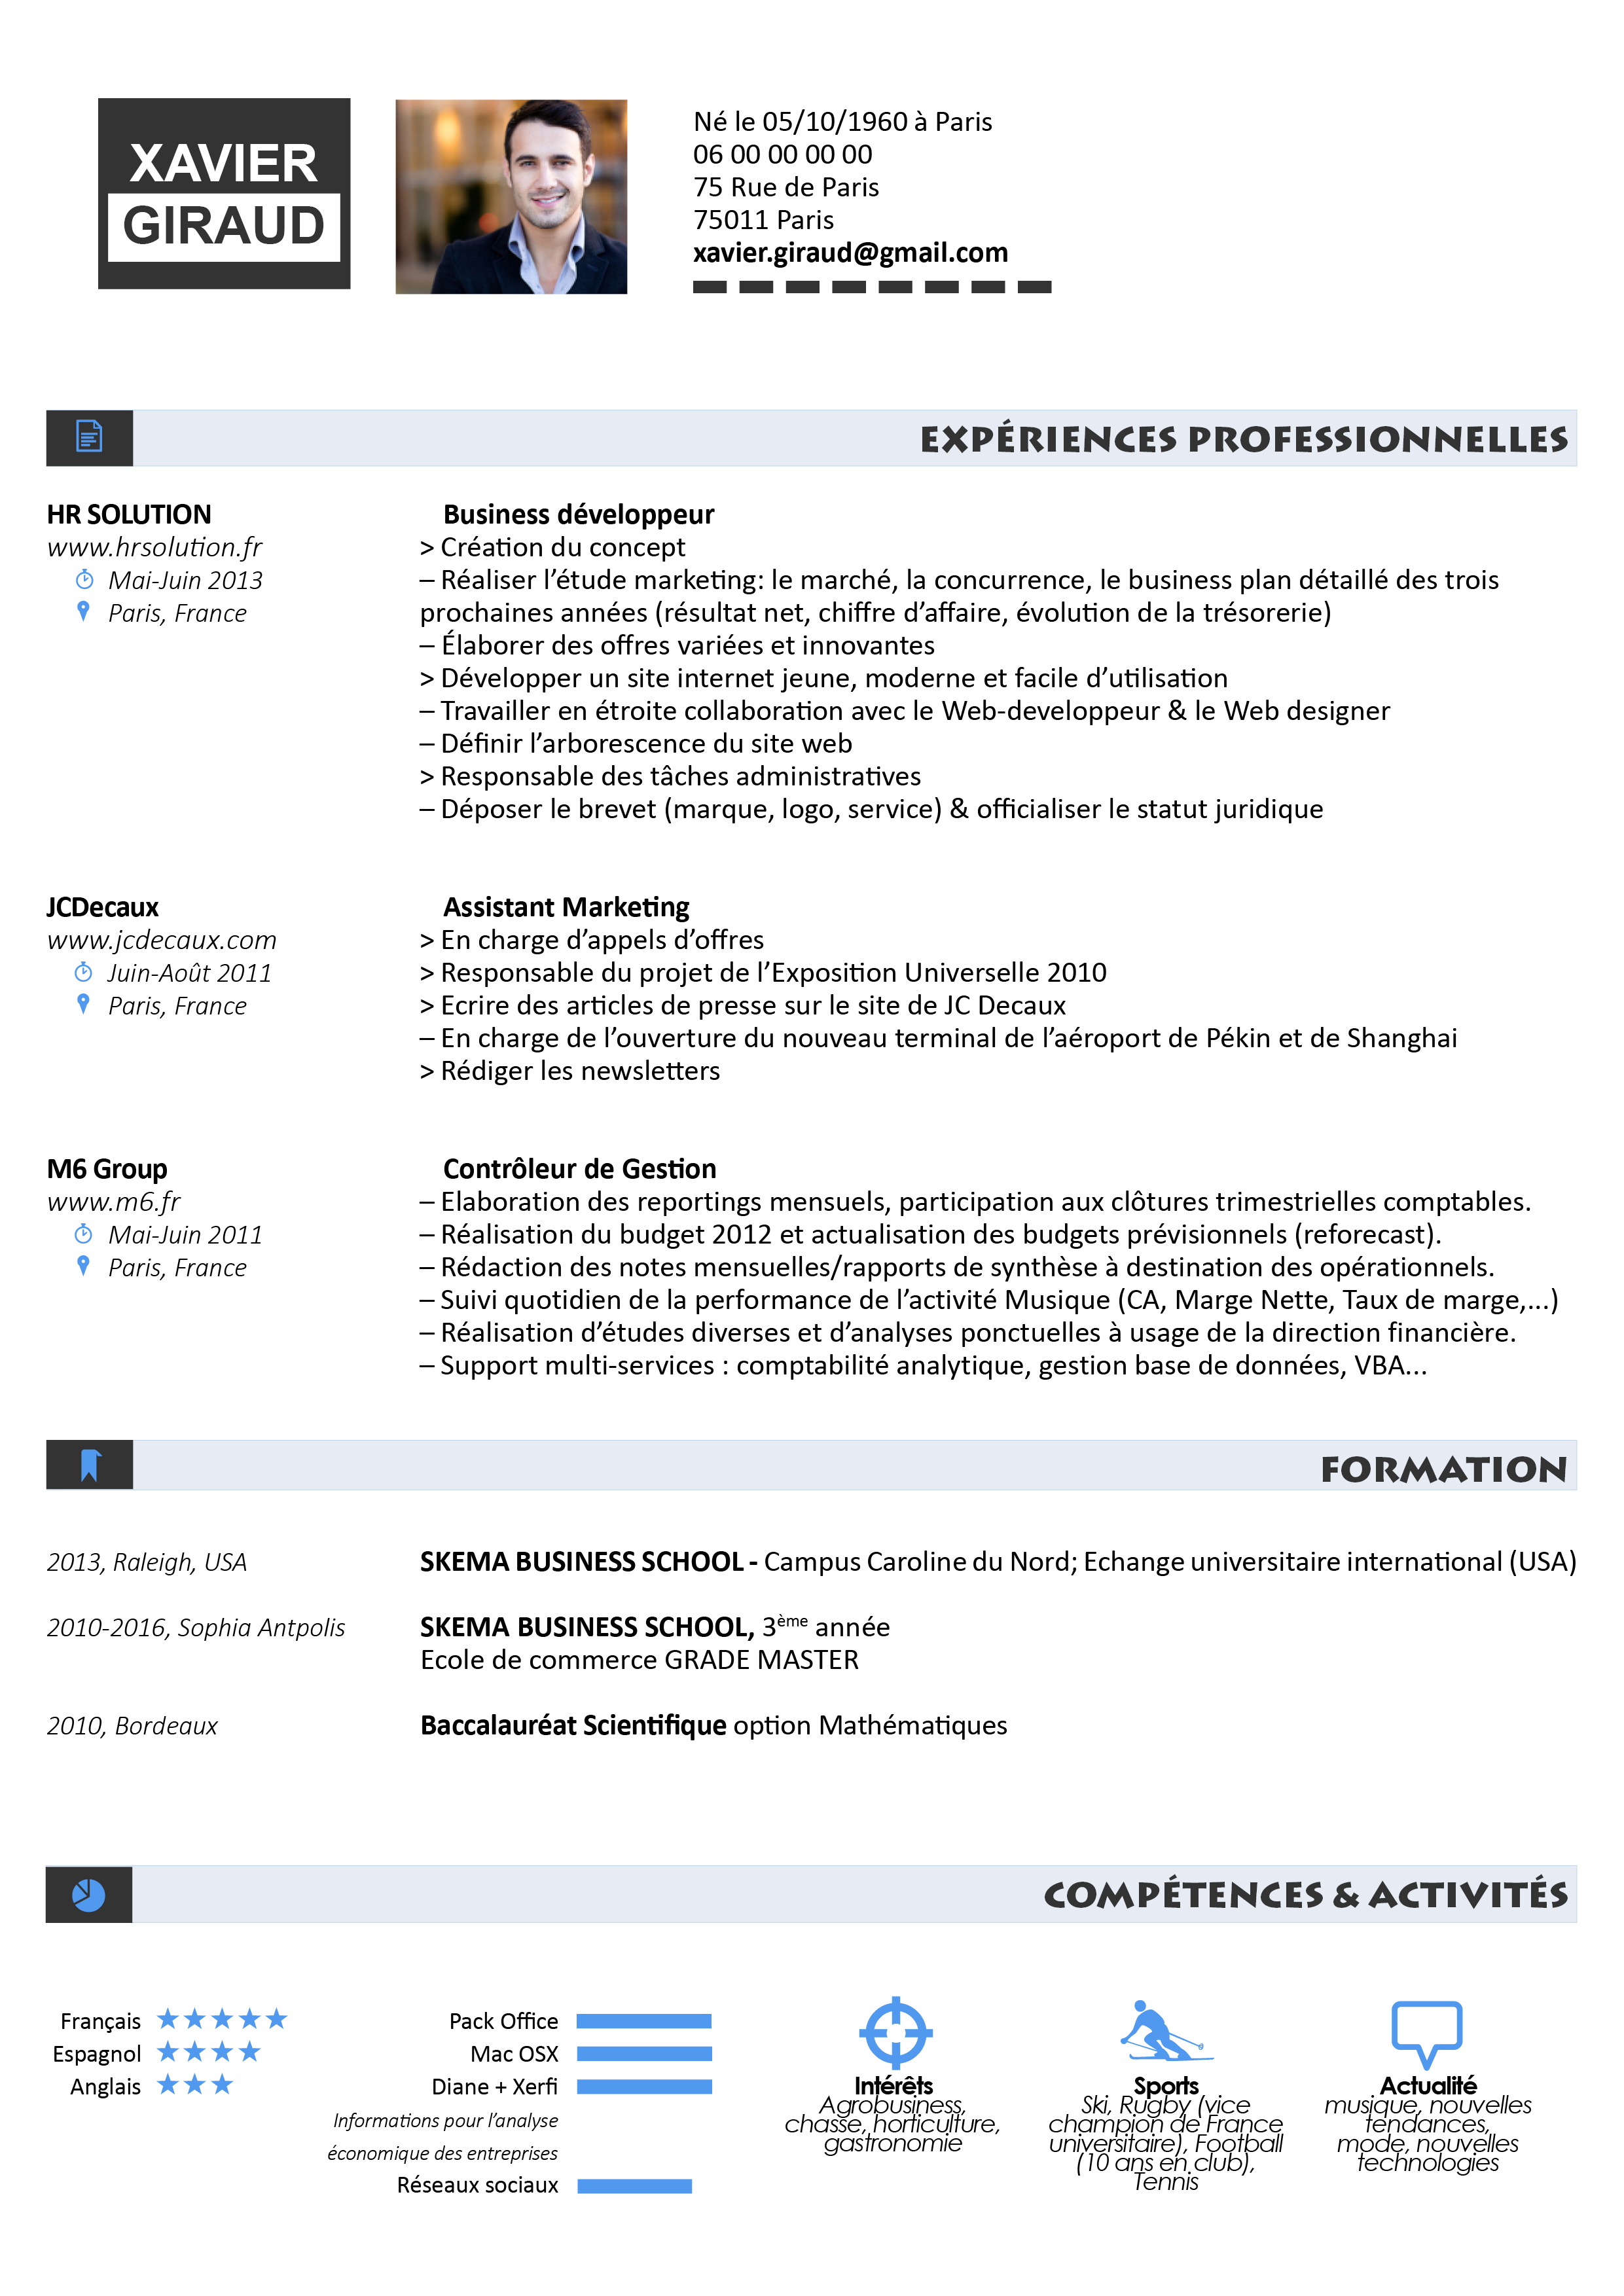 XAVIER
GIRAUD
Né le 05/10/1960 à Paris
06 00 00 00 00
75 Rue de Paris
75011 Paris
xavier.giraud@gmail.com
EXPÉRIENCES PROFESSIONNELLES
HR SOLUTION
www.hrsolution.fr
Mai-Juin 2013
Paris, France
Business développeur
> Création du concept
– Réaliser l’étude marketing: le marché, la concurrence, le business plan détaillé des trois
prochaines années (résultat net, chiffre d’affaire, évolution de la trésorerie)
– Élaborer des offres variées et innovantes
> Développer un site internet jeune, moderne et facile d’utilisation
– Travailler en étroite collaboration avec le Web-developpeur & le Web designer
– Définir l’arborescence du site web
> Responsable des tâches administratives
– Déposer le brevet (marque, logo, service) & officialiser le statut juridique
JCDecaux
www.jcdecaux.com
Juin-Août 2011
Paris, France
Assistant Marketing
> En charge d’appels d’offres
> Responsable du projet de l’Exposition Universelle 2010
> Ecrire des articles de presse sur le site de JC Decaux
– En charge de l’ouverture du nouveau terminal de l’aéroport de Pékin et de Shanghai
> Rédiger les newsletters
M6 Group
www.m6.fr
Mai-Juin 2011
Paris, France
Contrôleur de Gestion
– Elaboration des reportings mensuels, participation aux clôtures trimestrielles comptables.
– Réalisation du budget 2012 et actualisation des budgets prévisionnels (reforecast).
– Rédaction des notes mensuelles/rapports de synthèse à destination des opérationnels.
– Suivi quotidien de la performance de l’activité Musique (CA, Marge Nette, Taux de marge,...)
– Réalisation d’études diverses et d’analyses ponctuelles à usage de la direction financière.
– Support multi-services : comptabilité analytique, gestion base de données, VBA...
FORMATION
2013, Raleigh, USA
SKEMA BUSINESS SCHOOL - Campus Caroline du Nord; Echange universitaire international (USA)
2010-2016, Sophia Antpolis
SKEMA BUSINESS SCHOOL, 3ème année
Ecole de commerce GRADE MASTER
2010, Bordeaux
Baccalauréat Scientifique option Mathématiques
COMPÉTENCES & ACTIVITÉS
Français
Espagnol
Anglais
Pack Office
Mac OSX
Diane + Xerfi
Informations pour l’analyse
économique des entreprises
Réseaux sociaux
Intérêts
Agrobusiness,
chasse, horticulture,
gastronomie
Sports
Ski, Rugby (vice
champion de France
universitaire), Football
(10 ans en club),
Tennis
Actualité
musique, nouvelles
tendances,
mode, nouvelles
technologies